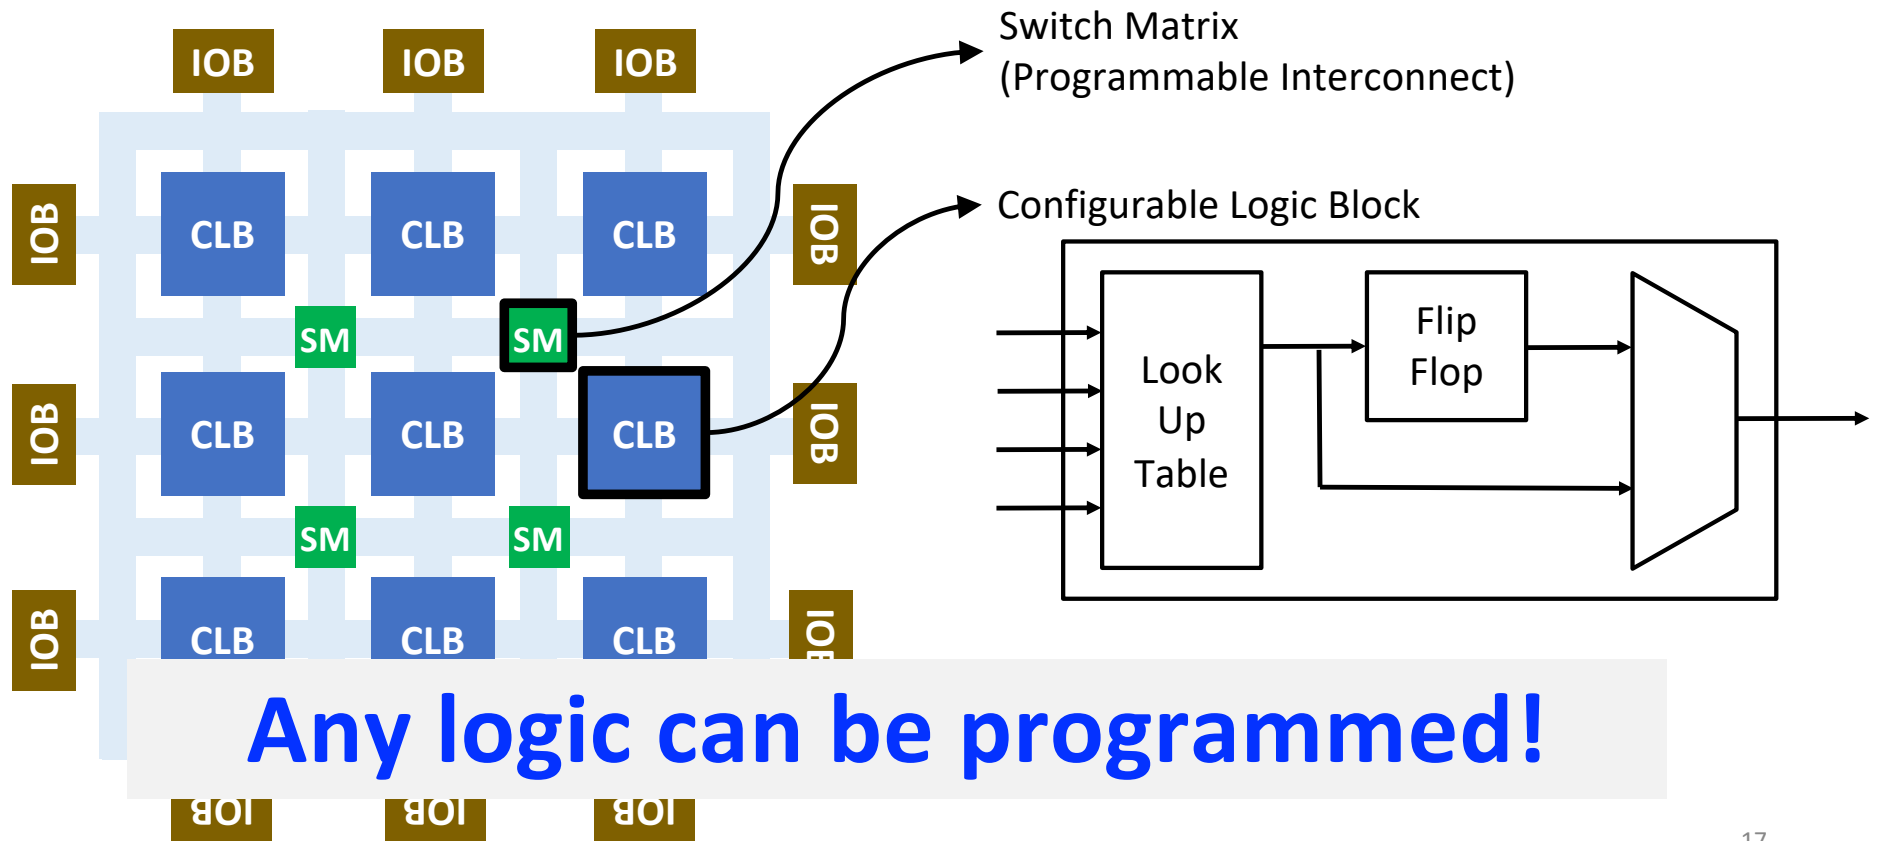 IOB IOB IOB
Switch Matrix
(Programmable Interconnect)
IOB CLB CLB CLB IOB
Configurable Logic Block
SM SM
IOB CLB CLB CLB IOB
Look
Up
Table
Flip
Flop
SM SM
IOB CLB CLB CLB IOB
Any logic can be programmed!
IOB IOB IOB
17